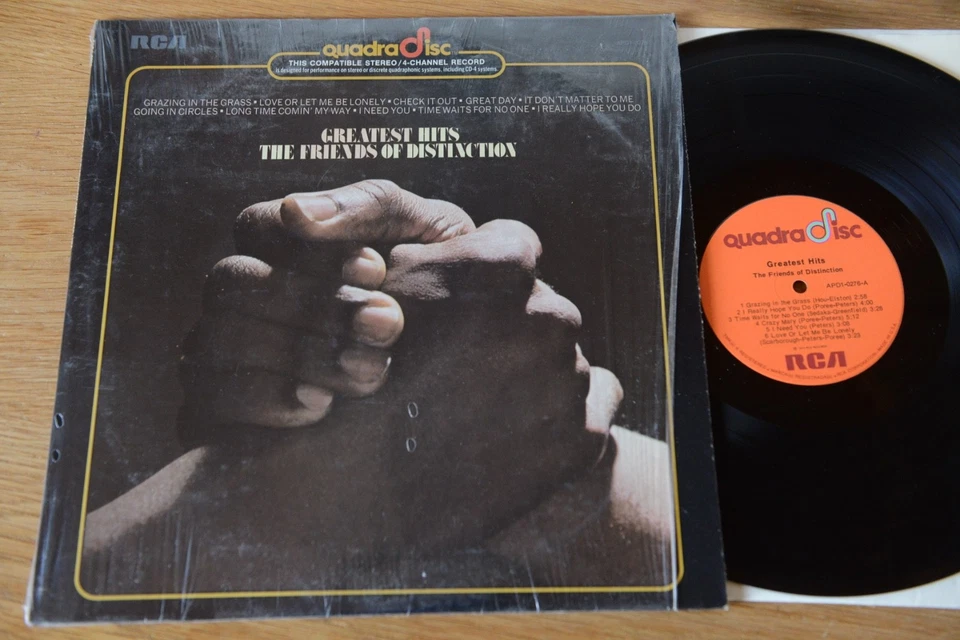 RCA
quadradisc
THIS COMPATIBLE STEREO/4-CHANNEL RECORD
is designed for performance on stereo or discrete quadraphonic systems, including CD-4 systems.
GRAZING IN THE GRASS • LOVE OR LET ME BE LONELY • CHECK IT OUT • GREAT DAY • IT DON'T MATTER TO ME
GOING IN CIRCLES • LONG TIME COMIN' MY WAY • I NEED YOU • TIME WAITS FOR NO ONE • I REALLY HOPE YOU DO
GREATEST HITS
THE FRIENDS OF DISTINCTION
quadradisc
Greatest Hits
The Friends of Distinction
APD1-0276-A
1 Grazing in the Grass (Hou-Elston) 2:56
2 I Really Hope You Do (Poree-Peters) 4:00
3 Time Waits for No One (Sedaka-Greenfield) 3:26
4 Crazy Mary (Poree-Peters) 5:12
5 I Need You (Peters) 3:08
6 Love Or Let Me Be Lonely
(Scarborough-Peters-Poree) 3:20
RCA